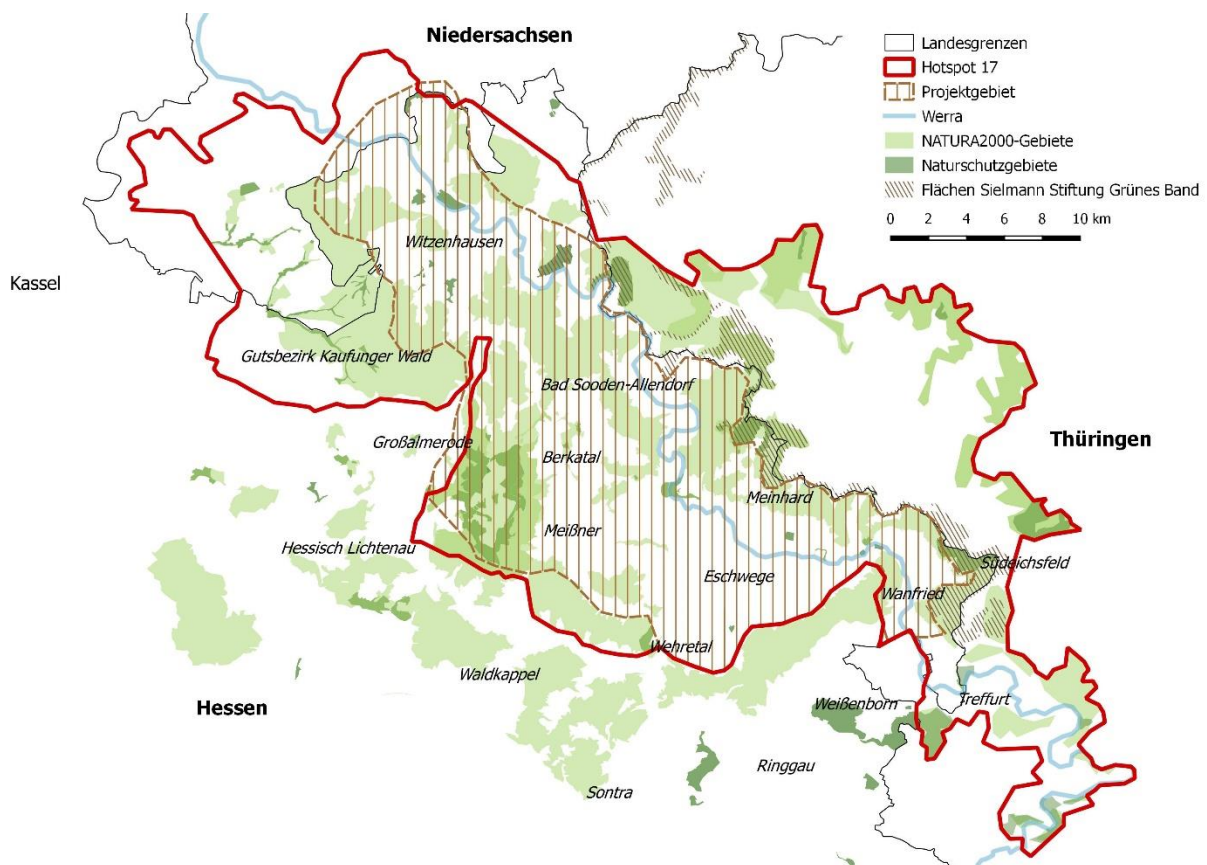 Niedersachsen
Landesgrenzen
Hotspot 17
Projektgebiet
Werra
NATURA2000-Gebiete
Naturschutzgebiete
Flächen Sielmann Stiftung Grünes Band
0 2 4 6 8 10 km
Witzenhausen
Kassel
Gutsbezirk Kaufunger Wald
Bad Sooden-Allendorf
Großalmerode
Thüringen
Berkatal
Meinhard
Meißner
Hessisch Lichtenau
Südeichsfeld
Eschwege
Wanfried
Wehretal
Waldkappel
Hessen
Weißenborn
Treffurt
Ringgau
Sontra